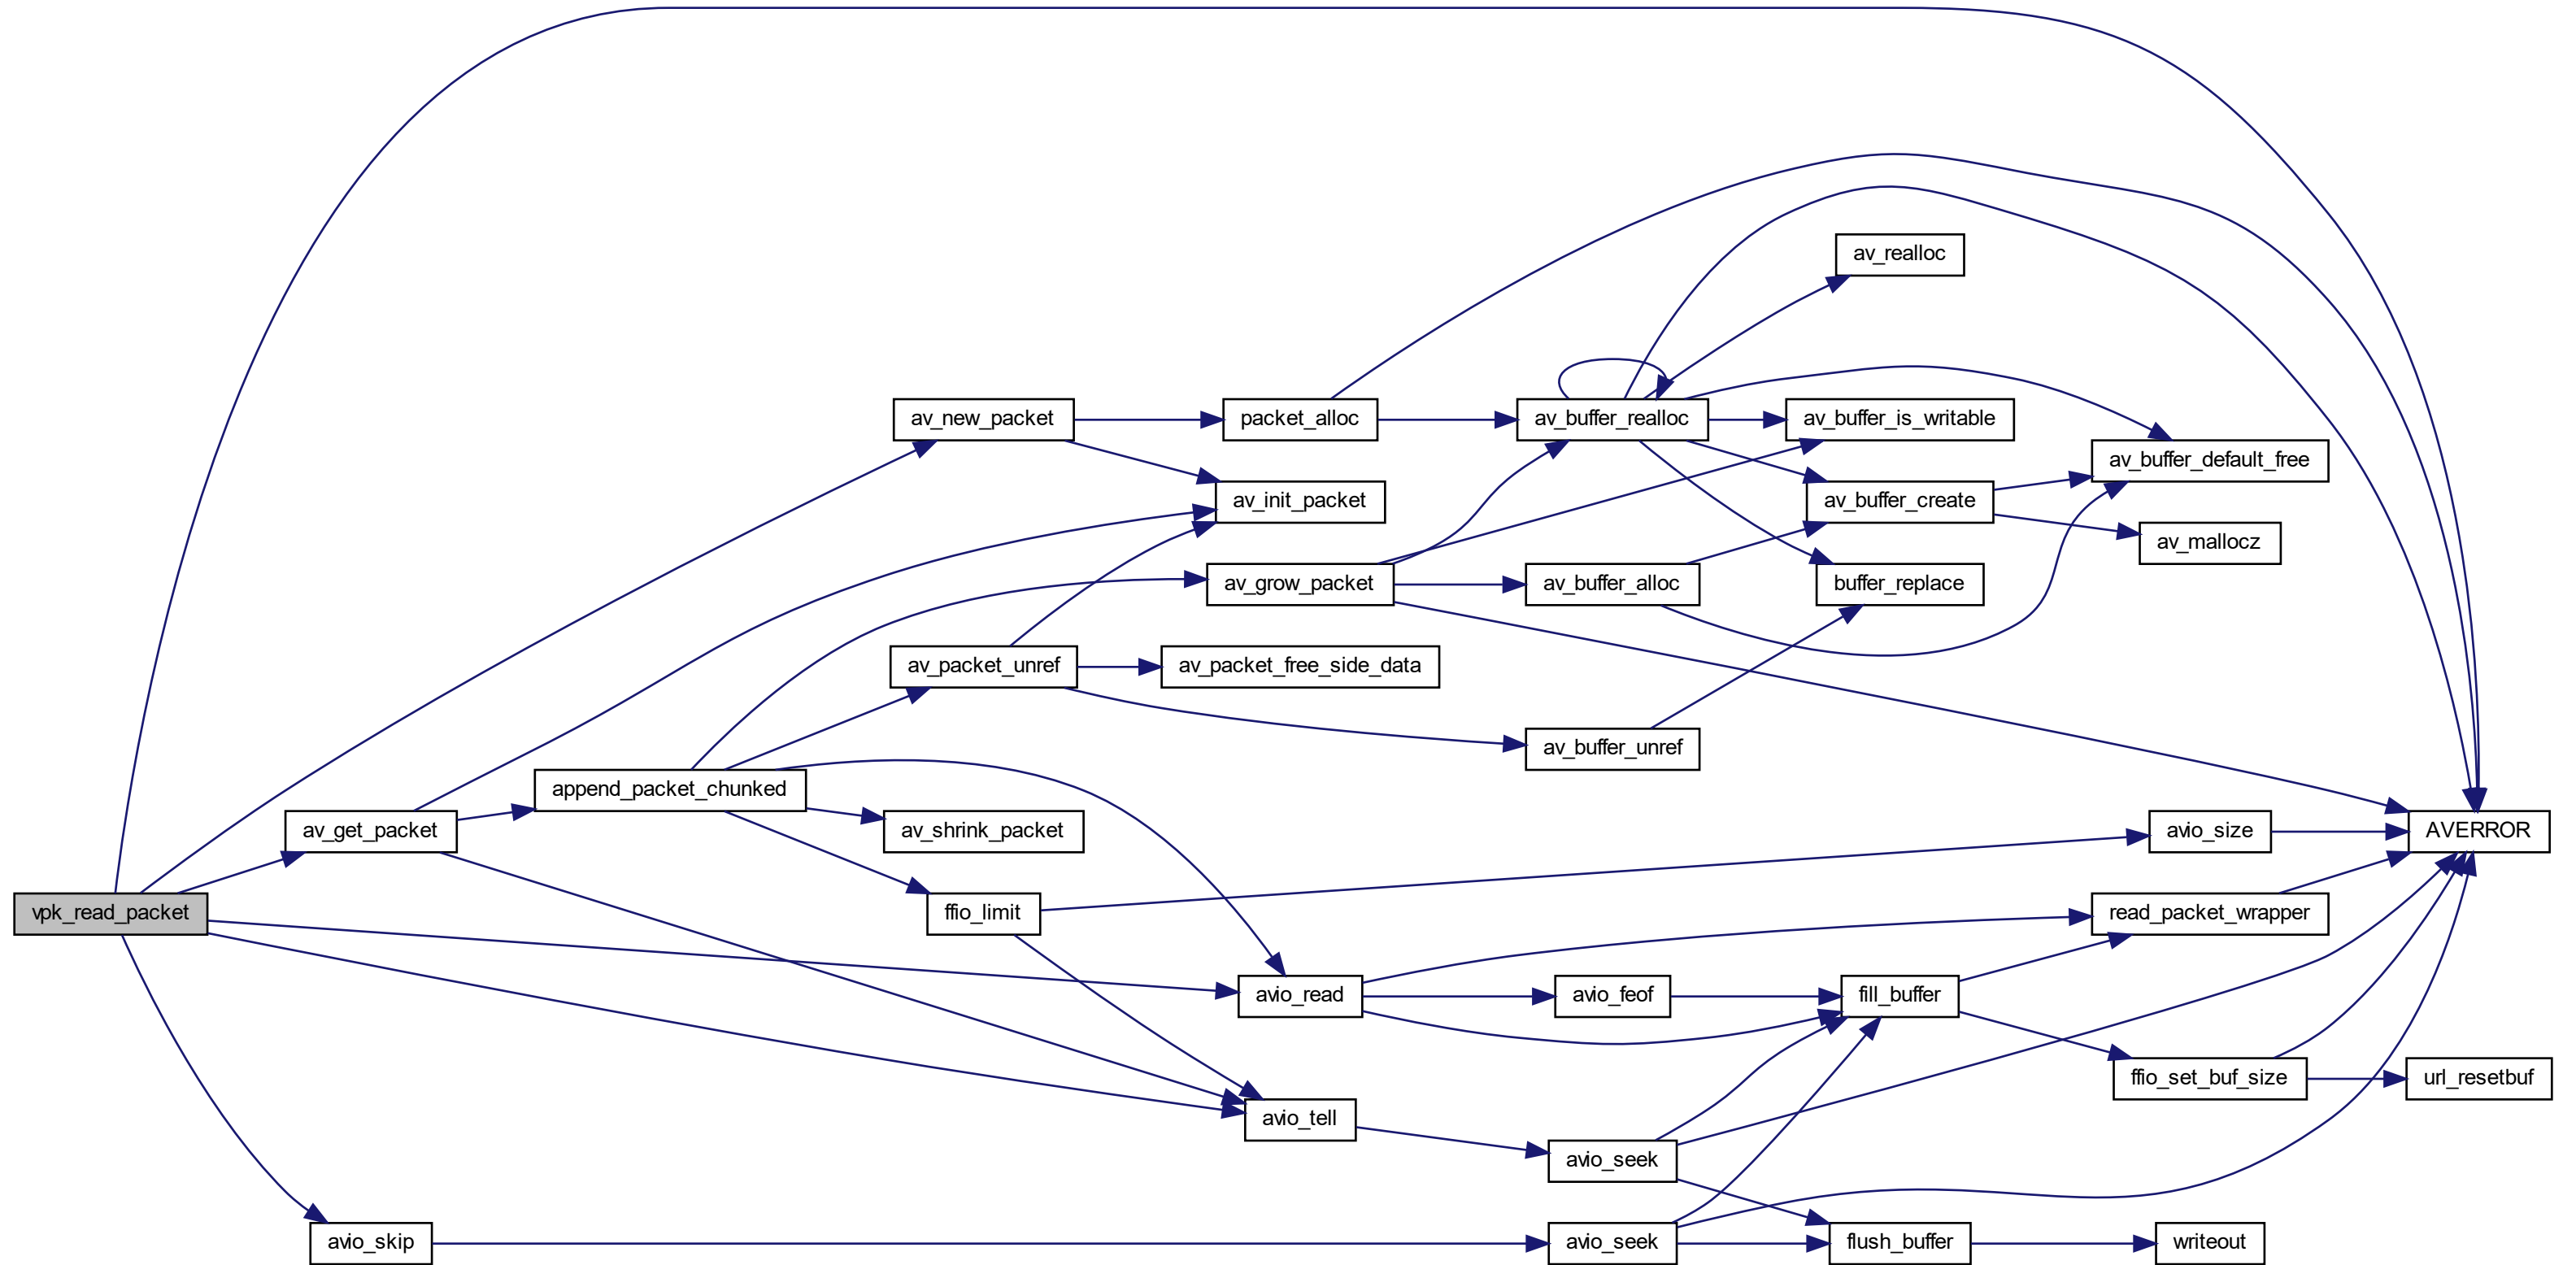 av_realloc
av_new_packet
packet_alloc
av_buffer_realloc
av_buffer_is_writable
av_buffer_default_free
av_init_packet
av_buffer_create
av_mallocz
av_grow_packet
av_buffer_alloc
buffer_replace
av_packet_unref
av_packet_free_side_data
av_buffer_unref
append_packet_chunked
av_get_packet
av_shrink_packet
avio_size
AVERROR
vpk_read_packet
ffio_limit
read_packet_wrapper
avio_read
avio_feof
fill_buffer
ffio_set_buf_size
url_resetbuf
avio_tell
avio_seek
avio_skip
avio_seek
flush_buffer
writeout